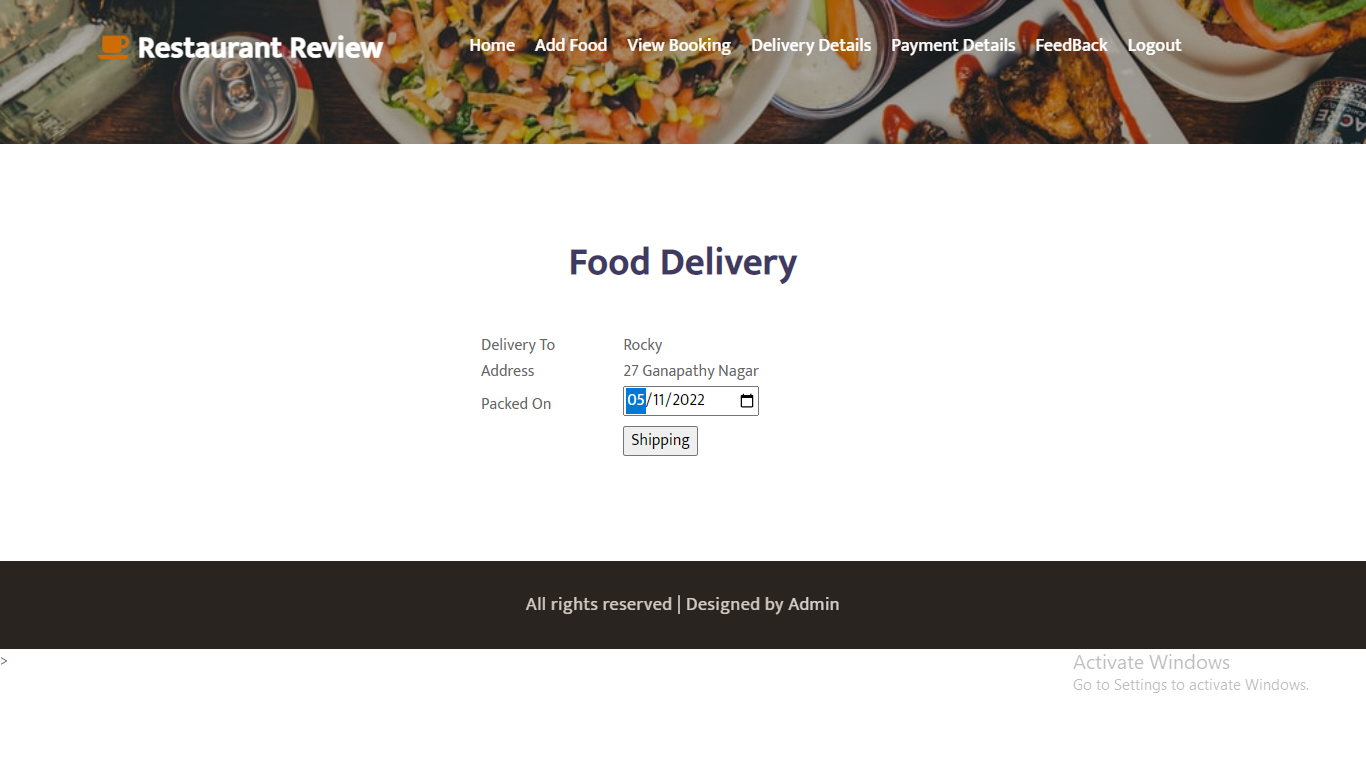 Restaurant Review
Home Add Food View Booking Delivery Details Payment Details FeedBack Logout
Food Delivery
Delivery To Rocky
Address 27 Ganapathy Nagar
Packed On 05/11/2022
Shipping
All rights reserved | Designed by Admin
>
Activate Windows
Go to Settings to activate Windows.